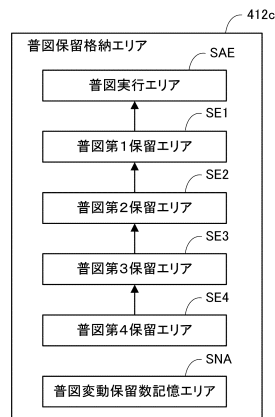 412c
普図保留格納エリア
SAE
普図実行エリア
SE1
普図第1保留エリア
SE2
普図第2保留エリア
SE3
普図第3保留エリア
SE4
普図第4保留エリア
SNA
普図変動保留数記憶エリア